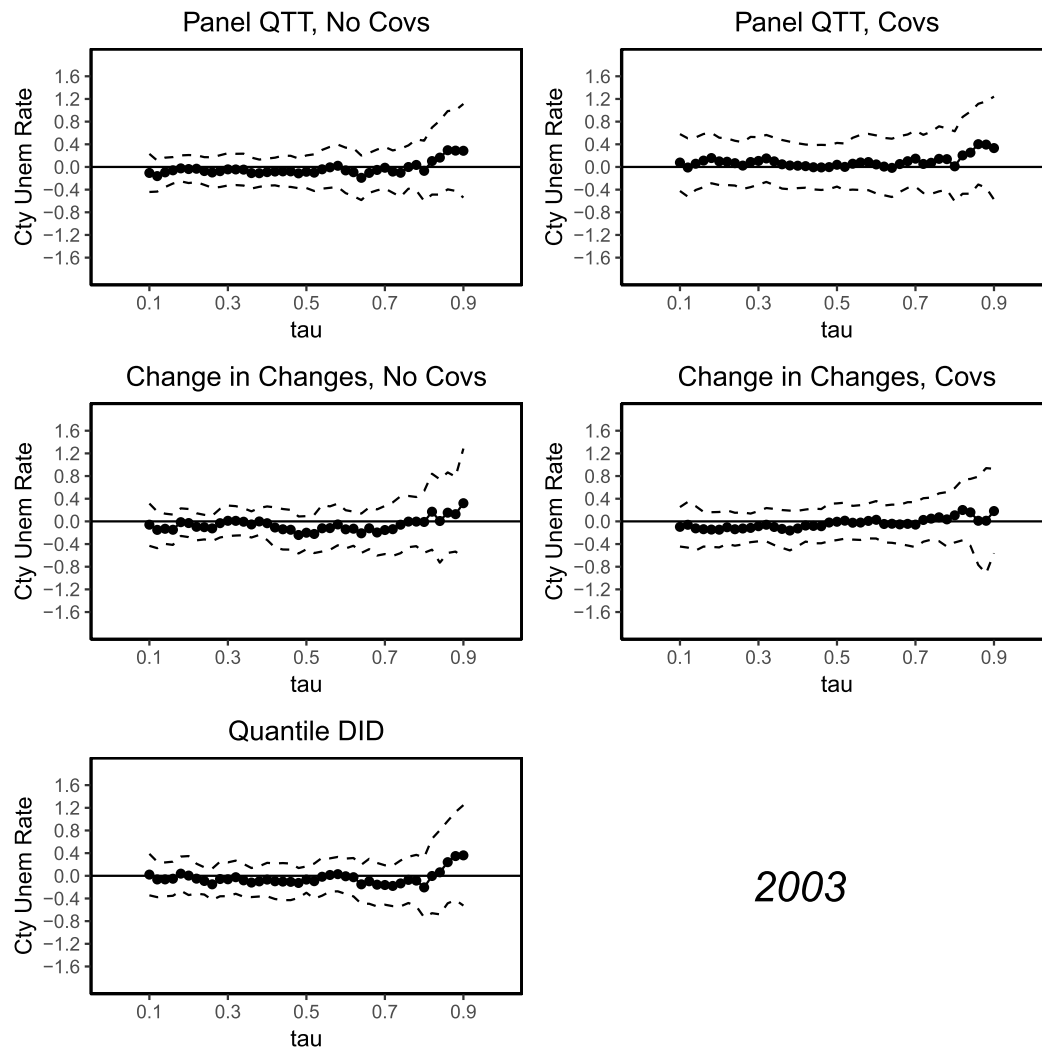 Panel QTT, No Covs
Cty Unem Rate
1.6
1.2
0.8
0.4
0.0
−0.4
−0.8
−1.2
−1.6
0.1 0.3 0.5 0.7 0.9
tau
Panel QTT, Covs
Cty Unem Rate
1.6
1.2
0.8
0.4
0.0
−0.4
−0.8
−1.2
−1.6
0.1 0.3 0.5 0.7 0.9
tau
Change in Changes, No Covs
Cty Unem Rate
1.6
1.2
0.8
0.4
0.0
−0.4
−0.8
−1.2
−1.6
0.1 0.3 0.5 0.7 0.9
tau
Change in Changes, Covs
Cty Unem Rate
1.6
1.2
0.8
0.4
0.0
−0.4
−0.8
−1.2
−1.6
0.1 0.3 0.5 0.7 0.9
tau
Quantile DID
Cty Unem Rate
1.6
1.2
0.8
0.4
0.0
−0.4
−0.8
−1.2
−1.6
0.1 0.3 0.5 0.7 0.9
tau
2003